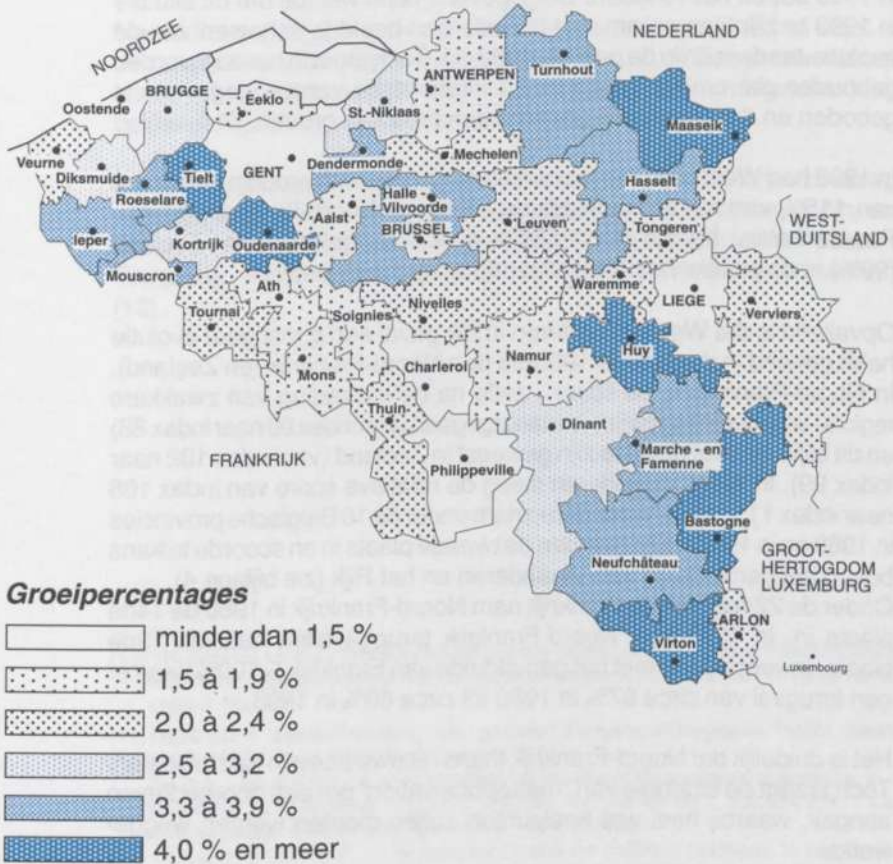 NOORDZEE
NEDERLAND
BRUGGE
Oostende
Eeklo
ANTWERPEN
Turnhout
St.-Niklaas
Maaseik
Veurne
Diksmuide
Tielt
GENT
Dendermonde
Mechelen
Roeselare
Hasselt
Aalst
Halle
Vilvoorde
BRUSSEL
Leuven
Tongeren
WEST-
DUITSLAND
Ieper
Kortrijk
Oudenaarde
Mouscron
Ath
Waremme
LIEGE
Verviers
Tournai
Soignies
Nivelles
Huy
Mons
Charleroi
Namur
Thuin
Dinant
Marche - en
Famenne
FRANKRIJK
Philippeville
Bastogne
Neufchâteau
GROOT-
HERTOGDOM
LUXEMBURG
ARLON
Virton
Luxembourg
Groeipercentages
minder dan 1,5 %
1,5 à 1,9 %
2,0 à 2,4 %
2,5 à 3,2 %
3,3 à 3,9 %
4,0 % en meer